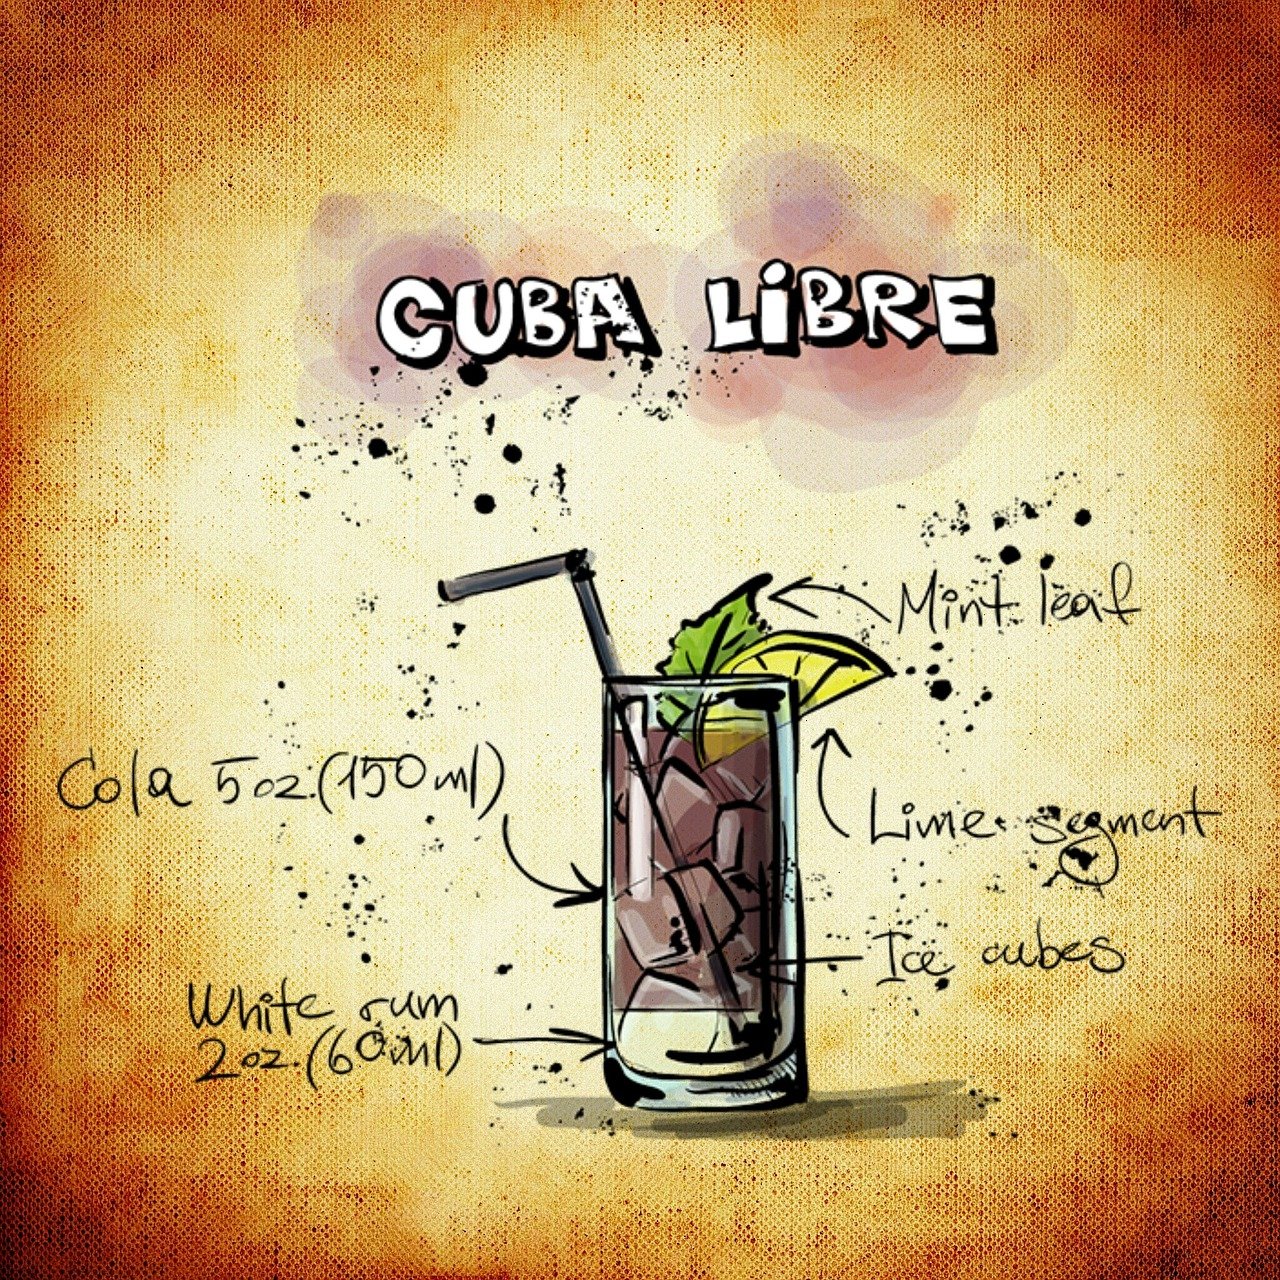 CUBA LiBRE
Mint leaf
Cola 5oz.(150ml)
Lime segment
Ice cubes
White rum
2oz.(60ml)